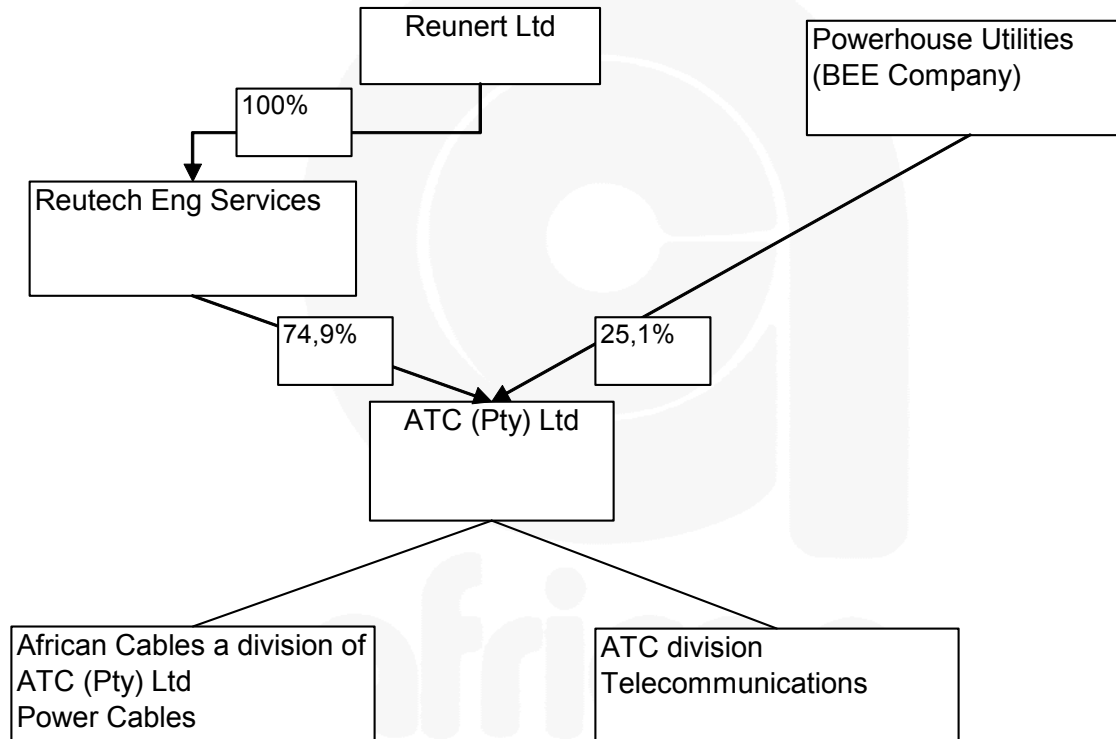 Reunert Ltd
Powerhouse Utilities
(BEE Company)
100%
Reutech Eng Services
74,9%
25,1%
ATC (Pty) Ltd
African Cables a division of
ATC (Pty) Ltd
Power Cables
ATC division
Telecommunications